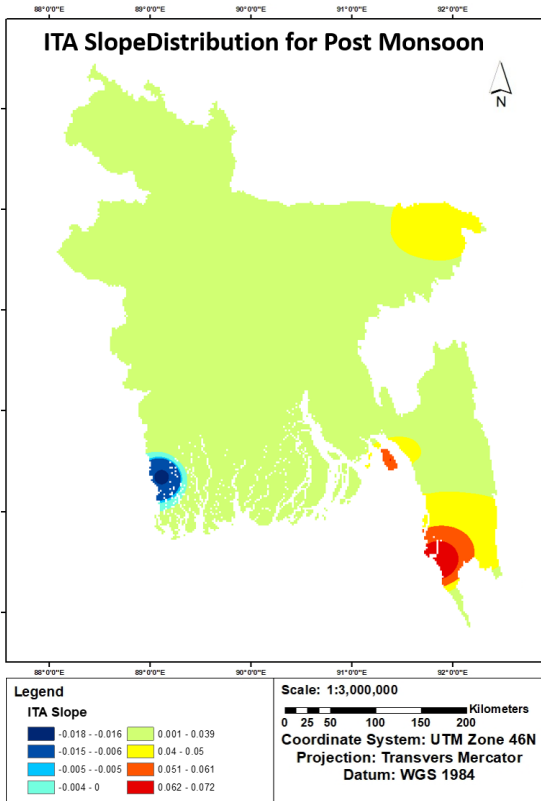 88°0'0"E 89°0'0"E 90°0'0"E 91°0'0"E 92°0'0"E
ITA SlopeDistribution for Post Monsoon
N
88°0'0"E 89°0'0"E 90°0'0"E 91°0'0"E 92°0'0"E
Legend
ITA Slope
-0.018 - -0.016
-0.015 - -0.006
-0.005 - -0.005
-0.004 - 0
0.001 - 0.039
0.04 - 0.05
0.051 - 0.061
0.062 - 0.072
Scale: 1:3,000,000
Kilometers
0 25 50 100 150 200
Coordinate System: UTM Zone 46N
Projection: Transvers Mercator
Datum: WGS 1984